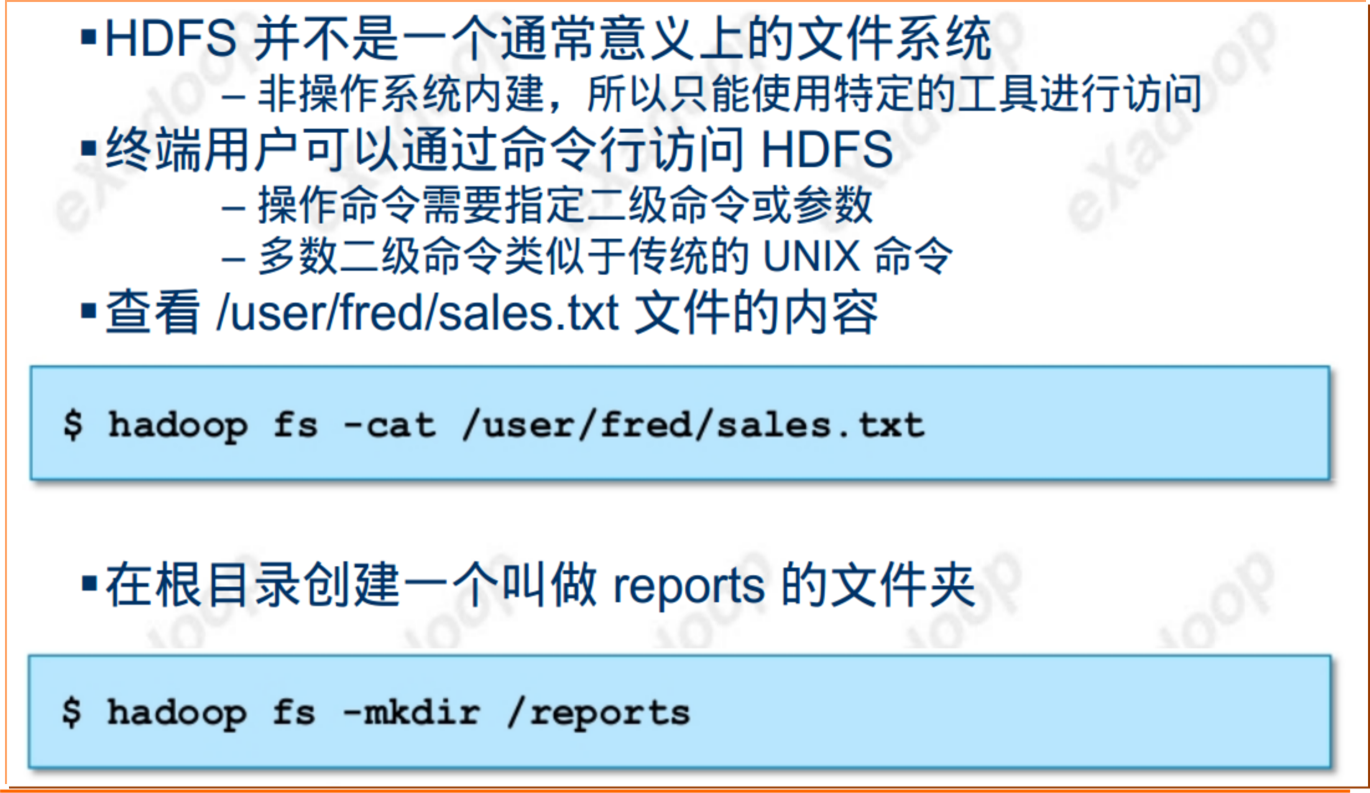 ▪HDFS 并不是一个通常意义上的文件系统
– 非操作系统内建，所以只能使用特定的工具进行访问
▪终端用户可以通过命令行访问 HDFS
– 操作命令需要指定二级命令或参数
– 多数二级命令类似于传统的 UNIX 命令
▪查看 /user/fred/sales.txt 文件的内容
$ hadoop fs -cat /user/fred/sales.txt
▪在根目录创建一个叫做 reports 的文件夹
$ hadoop fs -mkdir /reports